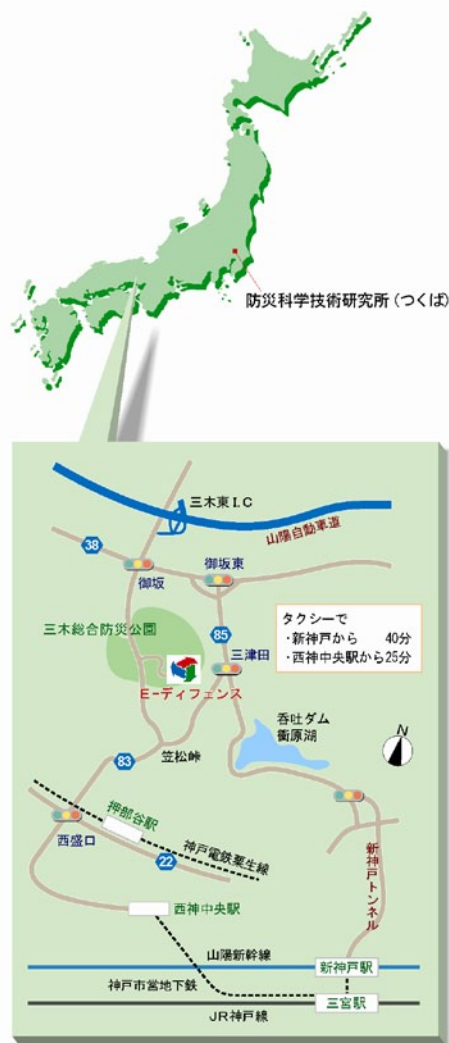 防災科学技術研究所(つくば)
三木東I.C
山陽自動車道
38
御坂
御坂東
三木総合防災公園
85
三津田
タクシーで
・新神戸から 40分
・西神中央駅から25分
E-ディフェンス
呑吐ダム
衝原湖
N
笠松峠
83
押部谷駅
西盛口
神戸電鉄粟生線
22
新神戸トンネル
西神中央駅
山陽新幹線
新神戸駅
神戸市営地下鉄
三宮駅
JR神戸線